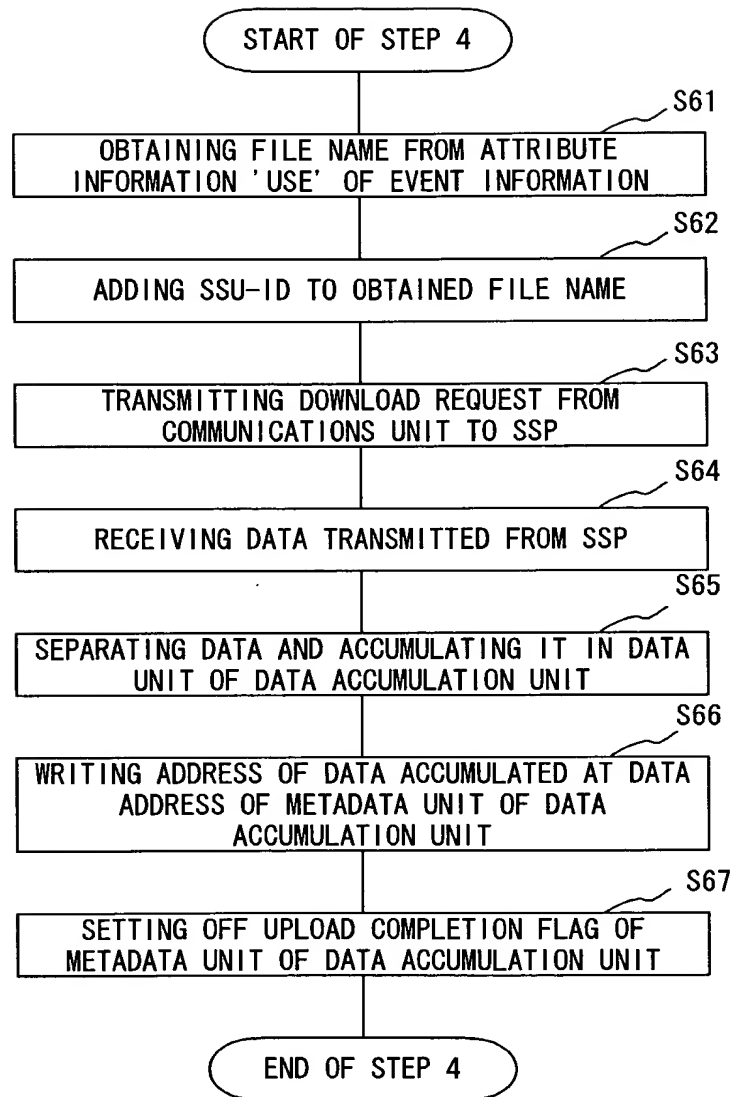 START OF STEP 4
S61
OBTAINING FILE NAME FROM ATTRIBUTE
INFORMATION 'USE' OF EVENT INFORMATION
S62
ADDING SSU-ID TO OBTAINED FILE NAME
S63
TRANSMITTING DOWNLOAD REQUEST FROM
COMMUNICATIONS UNIT TO SSP
S64
RECEIVING DATA TRANSMITTED FROM SSP
S65
SEPARATING DATA AND ACCUMULATING IT IN DATA
UNIT OF DATA ACCUMULATION UNIT
S66
WRITING ADDRESS OF DATA ACCUMULATED AT DATA
ADDRESS OF METADATA UNIT OF DATA
ACCUMULATION UNIT
S67
SETTING OFF UPLOAD COMPLETION FLAG OF
METADATA UNIT OF DATA ACCUMULATION UNIT
END OF STEP 4